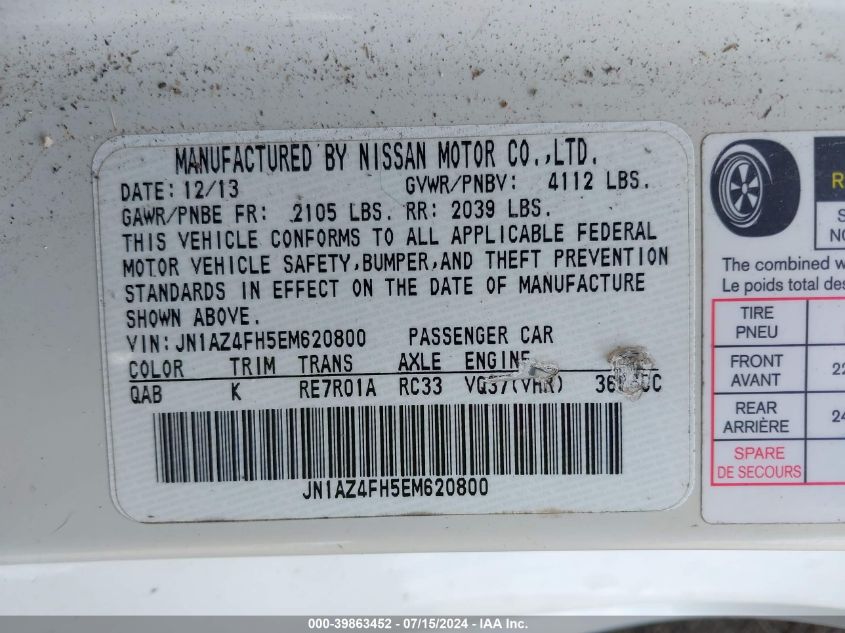 MANUFACTURED BY NISSAN MOTOR CO.,LTD.
DATE: 12/13 GVWR/PNBV: 4112 LBS.
GAWR/PNBE FR: 2105 LBS. RR: 2039 LBS.
THIS VEHICLE CONFORMS TO ALL APPLICABLE FEDERAL
MOTOR VEHICLE SAFETY,BUMPER,AND THEFT PREVENTION
STANDARDS IN EFFECT ON THE DATE OF MANUFACTURE
SHOWN ABOVE.
VIN: JN1AZ4FH5EM620800 PASSENGER CAR
COLOR TRIM TRANS AXLE ENGINE
QAB K RE7R01A RC33 VQ37(VHR)
JN1AZ4FH5EM620800
The combined
Le poids total
TIRE
PNEU
FRONT
AVANT
REAR
ARRIÈRE
SPARE
DE SECOURS
000-39863452 - 07/15/2024 - IAA Inc.